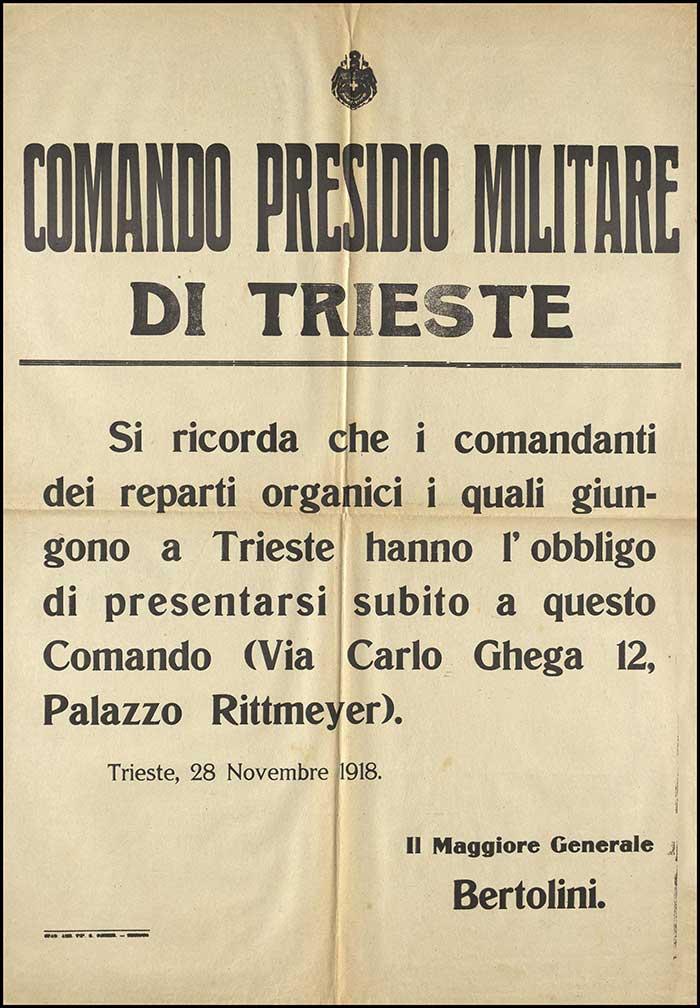 COMANDO PRESIDIO MILITARE
DI TRIESTE
Si ricorda che i comandanti
dei reparti organici i quali giun-
gono a Trieste hanno l' obbligo
di presentarsi subito a questo
Comando (Via Carlo Ghega 12,
Palazzo Rittmeyer).
Trieste, 28 Novembre 1918.
Il Maggiore Generale
Bertolini.